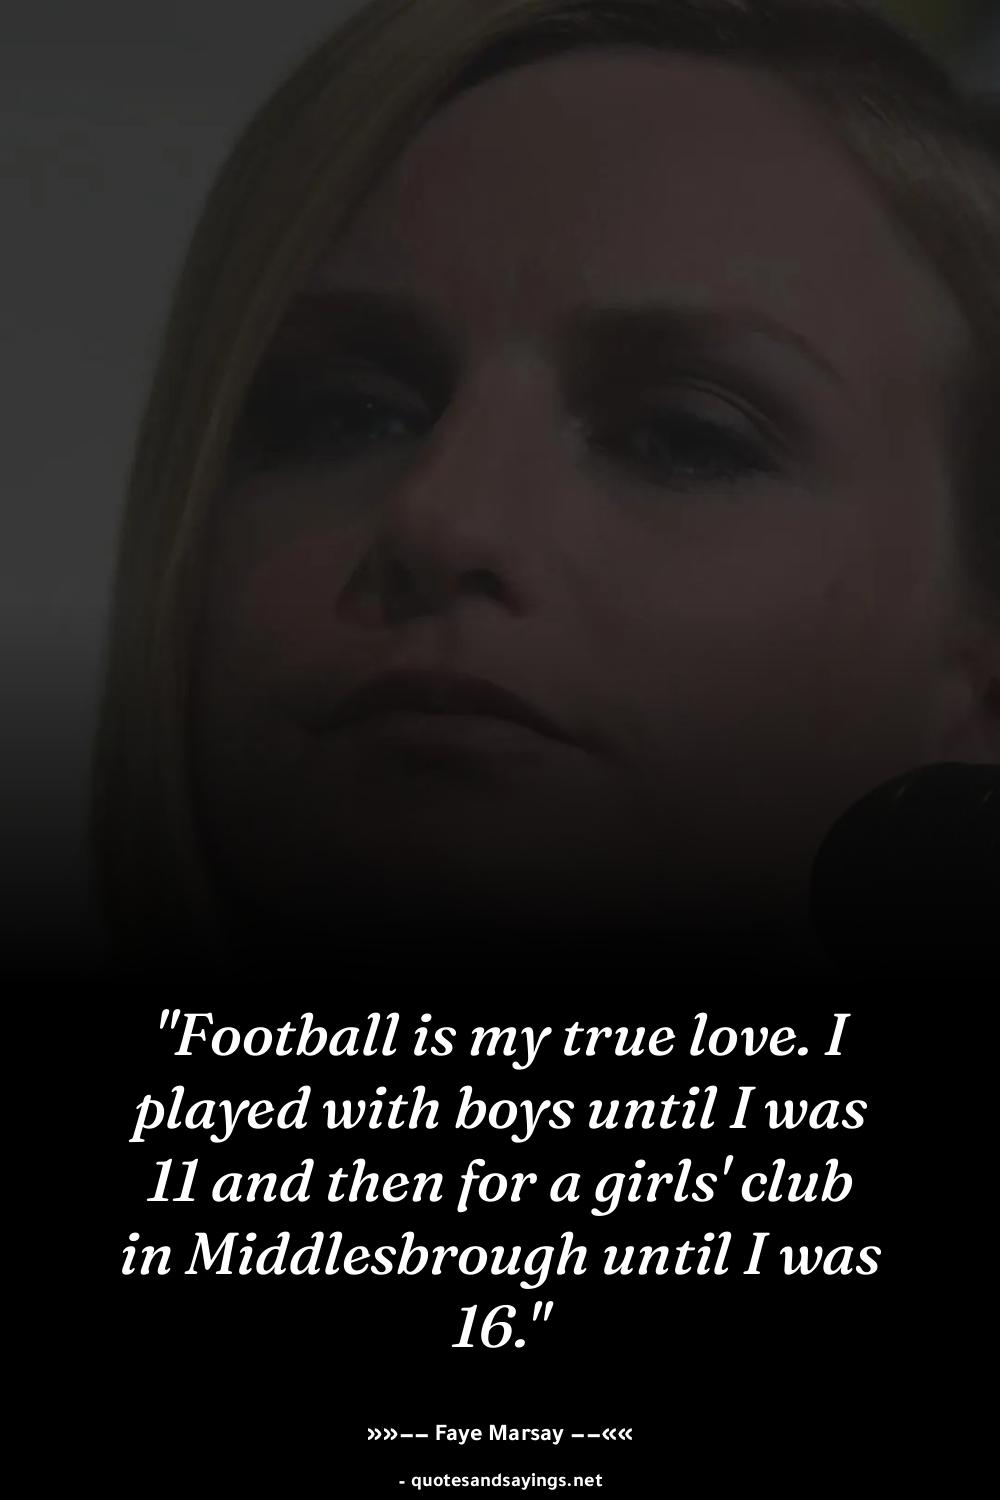 "Football is my true love. I
played with boys until I was
11 and then for a girls' club
in Middlesbrough until I was
16."
»»–– Faye Marsay ––««
- quotesandsayings.net